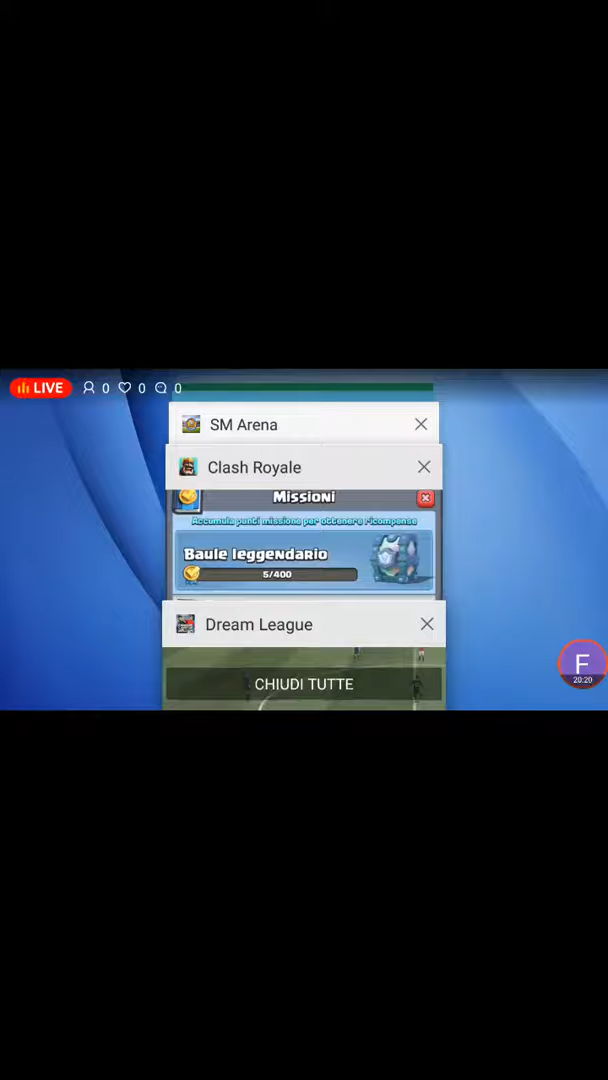 LIVE 0 0 0
SM Arena
Clash Royale
Missioni
Accumula punti missione per ottenere ricompense
Baule leggendario
5/400
Dream League
CHIUDI TUTTE
F
20:20